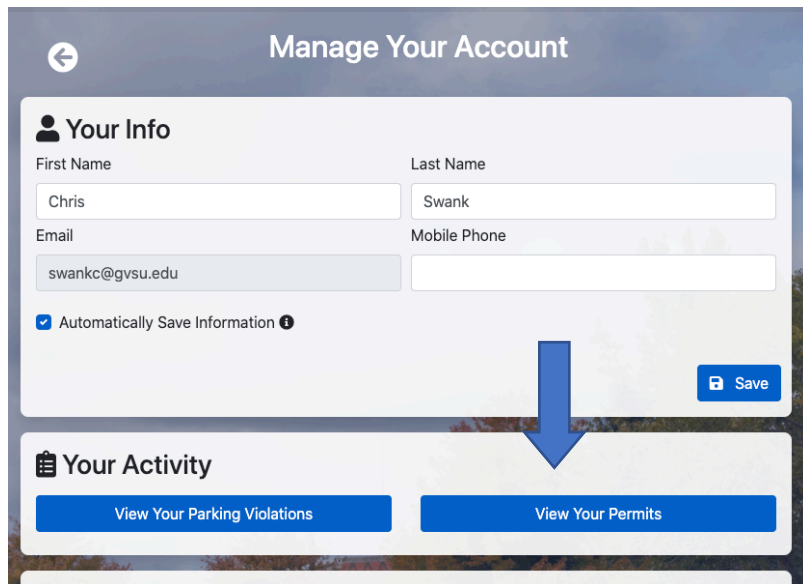 Manage Your Account
Your Info
First Name
Last Name
Chris
Swank
Email
Mobile Phone
swankc@gvsu.edu
Automatically Save Information
Save
Your Activity
View Your Parking Violations
View Your Permits